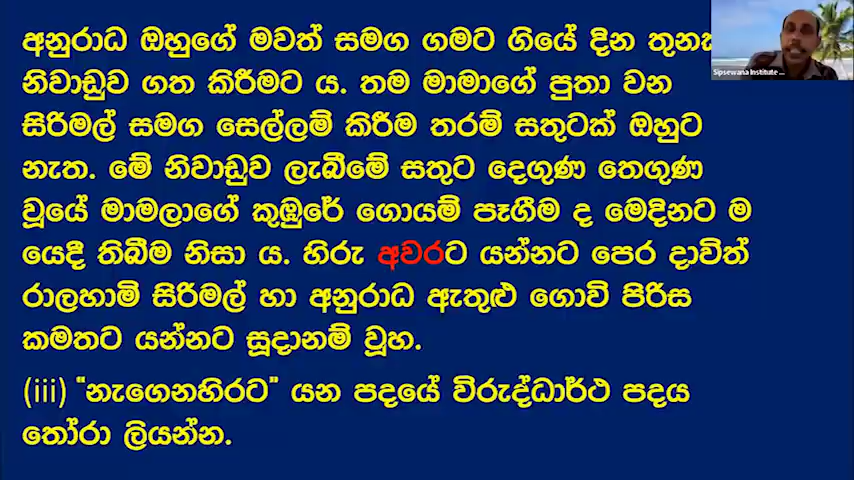 අනුරාධ ඔහුගේ මවත් සමග ගමට ගියේ දින
නිවාඩුව ගත කිරීමට ය. තම මාමාගේ පුතා වන
සිරිමල් සමග සෙල්ලම් කිරීම තරම් සතුටක් ඔහුට
නැත. මේ නිවාඩුව ලැබීමේ සතුට දෙගුණ තෙගුණ
වූයේ මාමලාගේ කුඹුරේ ගොයම් පෑගීම ද මෙදිනට ම
යෙදී තිබීම නිසා ය. හිරු අවරට යන්නට පෙර දාවිත්
රාලහාමි සිරිමල් හා අනුරාධ ඇතුළු ගොවි පිරිස
කමතට යන්නට සූදානම් වූහ.
(iii) “නැගෙනහිරට” යන පදයේ විරුද්ධාර්ථ පදය
තෝරා ලියන්න.
Sipsewana Institute ...